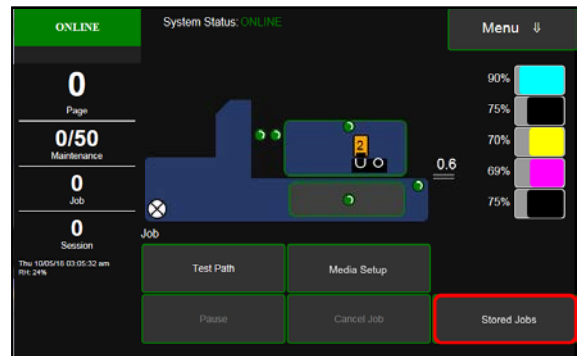 ONLINE
System Status: ONLINE
Menu
0
Page
0/50
Maintenance
0
Job
0
Session
Thu 10/05/16 03:05:32 am
RH: 24%
2
0.6
90%
75%
70%
69%
75%
Job
Test Path
Media Setup
Pause
Cancel Job
Stored Jobs